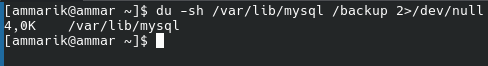 [ammarik@ammar ~]$ du -sh /var/lib/mysql /backup 2>/dev/null
4,0K    /var/lib/mysql
[ammarik@ammar ~]$